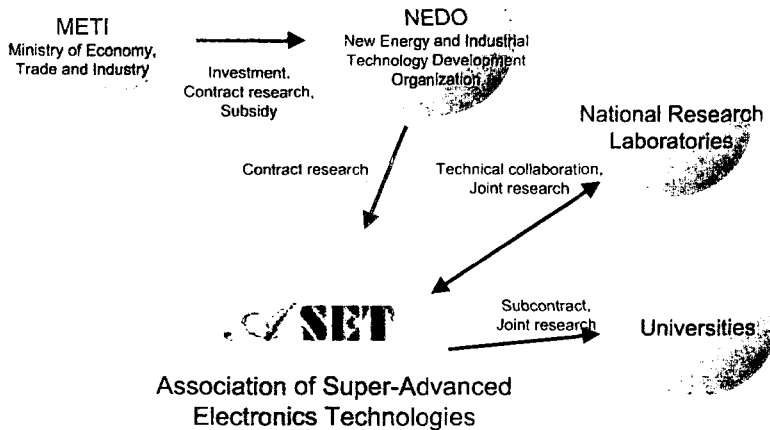 METI
Ministry of Economy,
Trade and Industry
Investment.
Contract research,
Subsidy
NEDO
New Energy and Industrial
Technology Development
Organization
National Research
Laboratories
Contract research
Technical collaboration,
Joint research
ASET
Subcontract,
Joint research
Universities
Association of Super-Advanced
Electronics Technologies